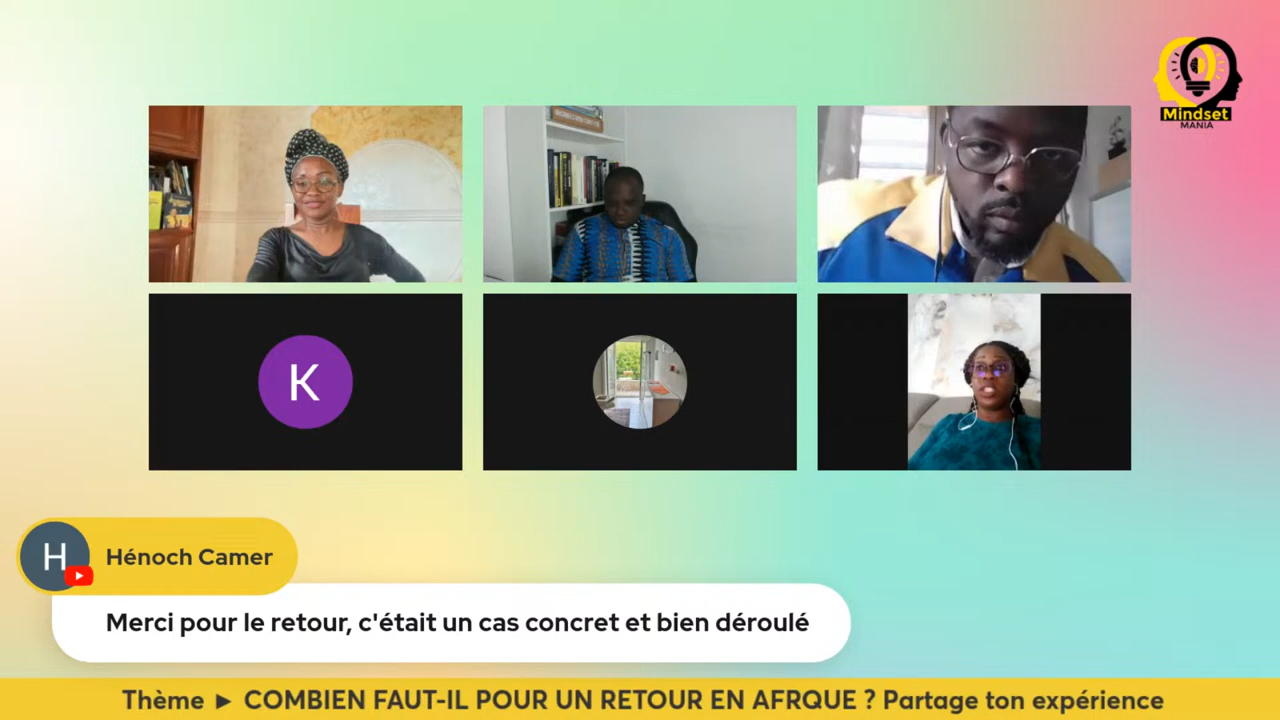 Mindset
MANIA
K
H
Hénoch Camer
Merci pour le retour, c'était un cas concret et bien déroulé
Thème ► COMBIEN FAUT-IL POUR UN RETOUR EN AFRQUE ? Partage ton expérience